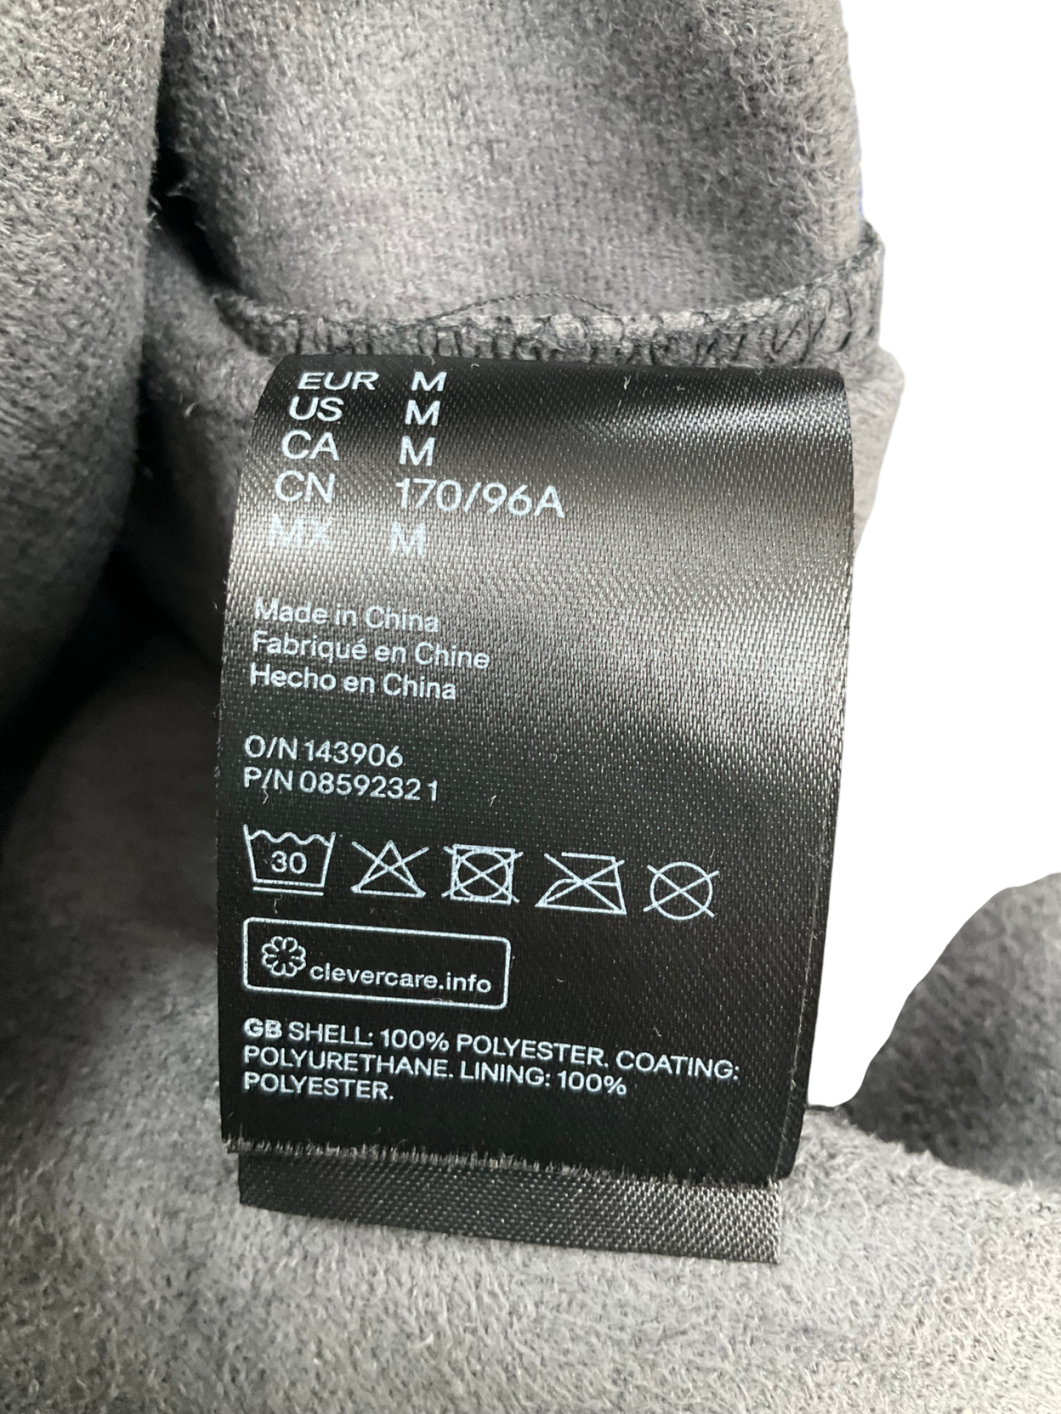 EUR M
US M
CA M
CN 170/96A
MX M
Made in China
Fabriqué en Chine
Hecho en China
O/N 143906
P/N 08592321
30
clevercare.info
GB SHELL: 100% POLYESTER. COATING:
POLYURETHANE. LINING: 100%
POLYESTER.